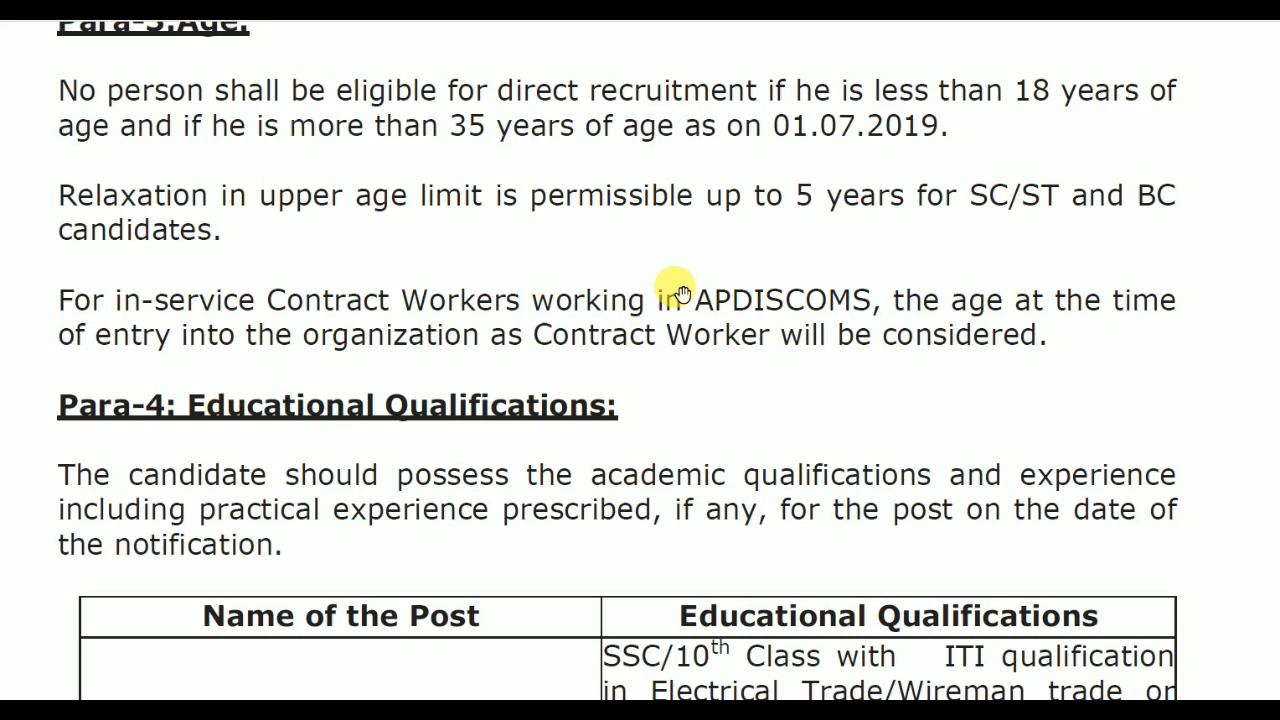 Para-3:Age:
No person shall be eligible for direct recruitment if he is less than 18 years of
age and if he is more than 35 years of age as on 01.07.2019.
Relaxation in upper age limit is permissible up to 5 years for SC/ST and BC
candidates.
For in-service Contract Workers working in APDISCOMS, the age at the time
of entry into the organization as Contract Worker will be considered.
Para-4: Educational Qualifications:
The candidate should possess the academic qualifications and experience
including practical experience prescribed, if any, for the post on the date of
the notification.
Name of the Post Educational Qualifications
SSC/10th Class with ITI qualification
in Electrical Trade/Wireman trade or